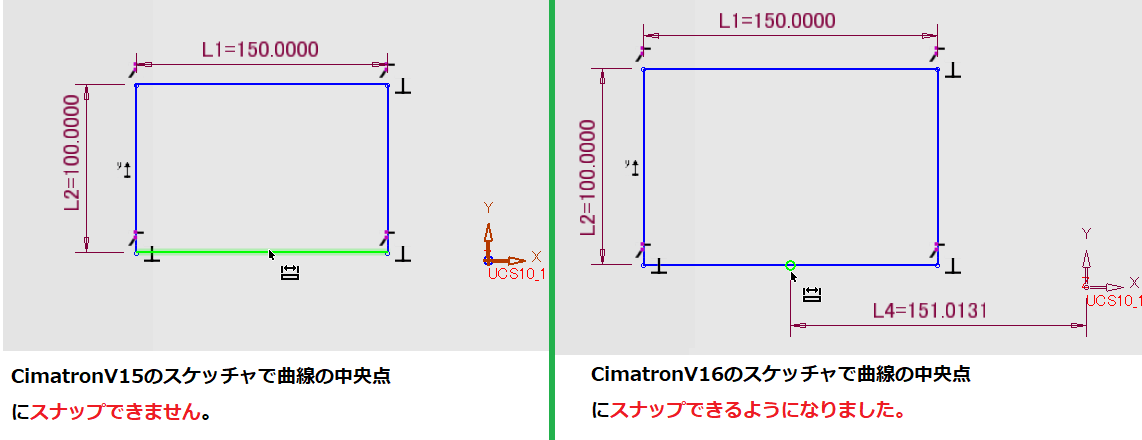 L1=150.0000
L2=100.0000
Y
X
UCS10_1
CimatronV15のスケッチャで曲線の中央点
にスナップできません。
L1=150.0000
L2=100.0000
Y
X
UCS10_1
L4=151.0131
CimatronV16のスケッチャで曲線の中央点
にスナップできるようになりました。